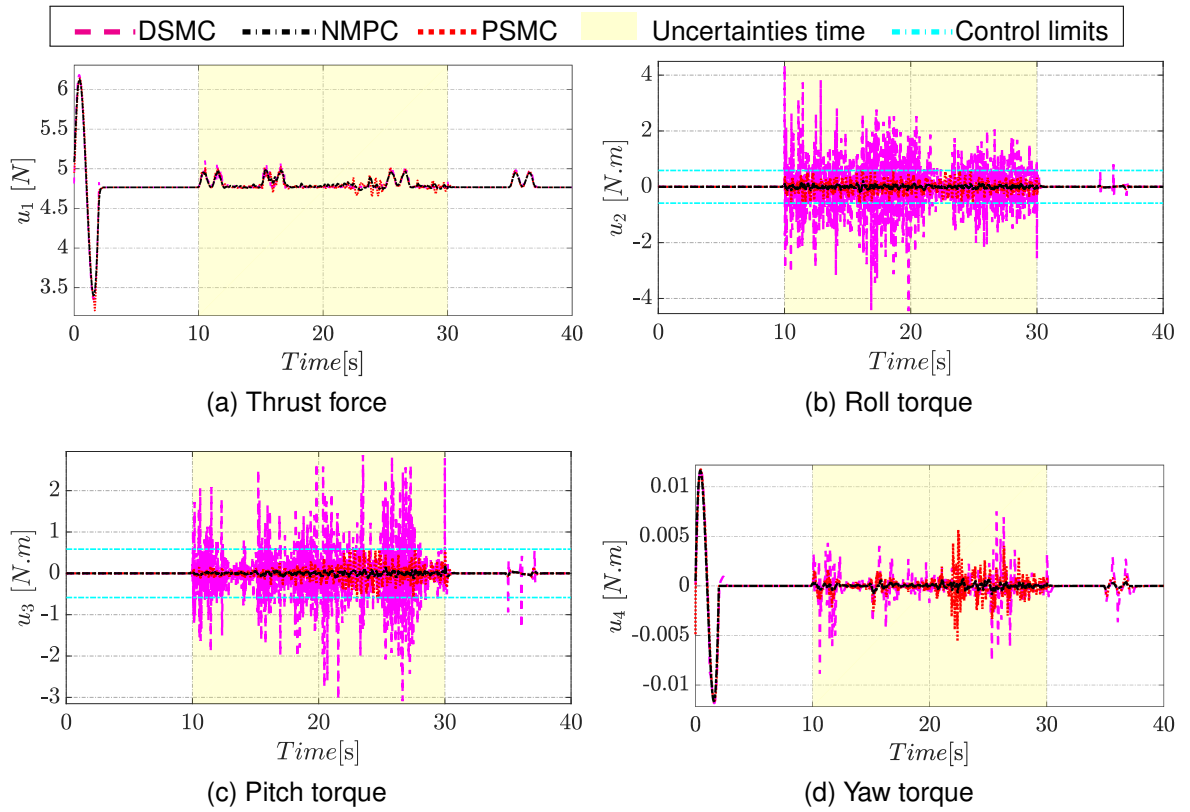 DSMC NMPC PSMC Uncertainties time Control limits
6
5.5
5
4.5
4
3.5
u1 [N]
0 10 20 30 40
Time[s]
(a) Thrust force
4
2
0
-2
-4
u2 [N.m]
0 10 20 30 40
Time[s]
(b) Roll torque
2
1
0
-1
-2
-3
u3 [N.m]
0 10 20 30 40
Time[s]
(c) Pitch torque
0.01
0.005
0
-0.005
-0.01
u4 [N.m]
0 10 20 30 40
Time[s]
(d) Yaw torque